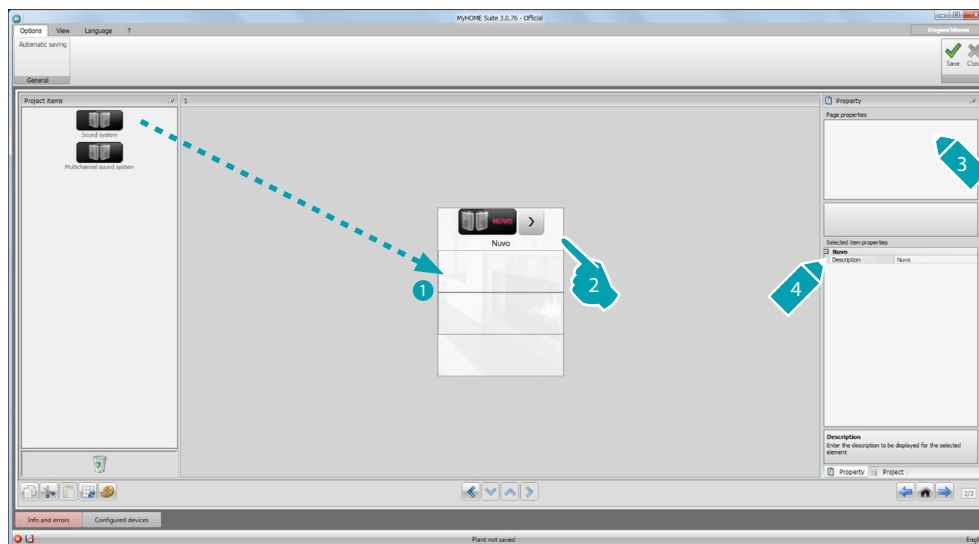 MyHOME Suite 3.0.76 - Official
Options View Language ?
Automatic saving
General
Save
Project items
1
Sound system
Multichannel sound system
NUVO
Nuvo
1
2
Property
Page properties
3
Selected item properties
Nuvo
Description Nuvo
4
Description
Enter the description to be displayed for the selected
element
Property Project
2/3
Info and errors Configured devices
Plant not saved